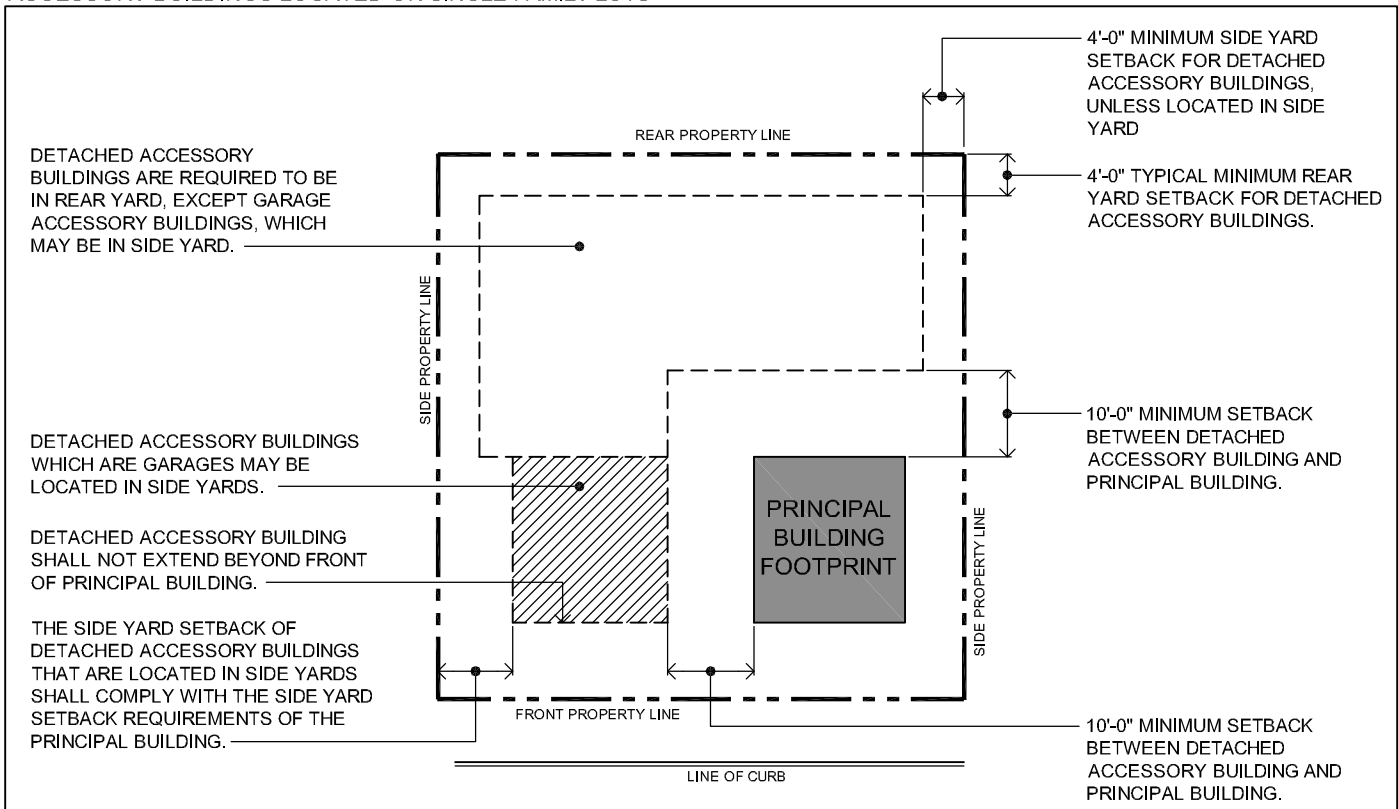 4'-0" MINIMUM SIDE YARD
SETBACK FOR DETACHED
ACCESSORY BUILDINGS,
UNLESS LOCATED IN SIDE
YARD
REAR PROPERTY LINE
DETACHED ACCESSORY
BUILDINGS ARE REQUIRED TO BE
IN REAR YARD, EXCEPT GARAGE
ACCESSORY BUILDINGS, WHICH
MAY BE IN SIDE YARD.
4'-0" TYPICAL MINIMUM REAR
YARD SETBACK FOR DETACHED
ACCESSORY BUILDINGS.
SIDE PROPERTY LINE
10'-0" MINIMUM SETBACK
BETWEEN DETACHED
ACCESSORY BUILDING AND
PRINCIPAL BUILDING.
DETACHED ACCESSORY BUILDINGS
WHICH ARE GARAGES MAY BE
LOCATED IN SIDE YARDS.
PRINCIPAL
BUILDING
FOOTPRINT
DETACHED ACCESSORY BUILDING
SHALL NOT EXTEND BEYOND FRONT
OF PRINCIPAL BUILDING.
SIDE PROPERTY LINE
THE SIDE YARD SETBACK OF
DETACHED ACCESSORY BUILDINGS
THAT ARE LOCATED IN SIDE YARDS
SHALL COMPLY WITH THE SIDE YARD
SETBACK REQUIREMENTS OF THE
PRINCIPAL BUILDING.
FRONT PROPERTY LINE
10'-0" MINIMUM SETBACK
BETWEEN DETACHED
ACCESSORY BUILDING AND
PRINCIPAL BUILDING.
LINE OF CURB